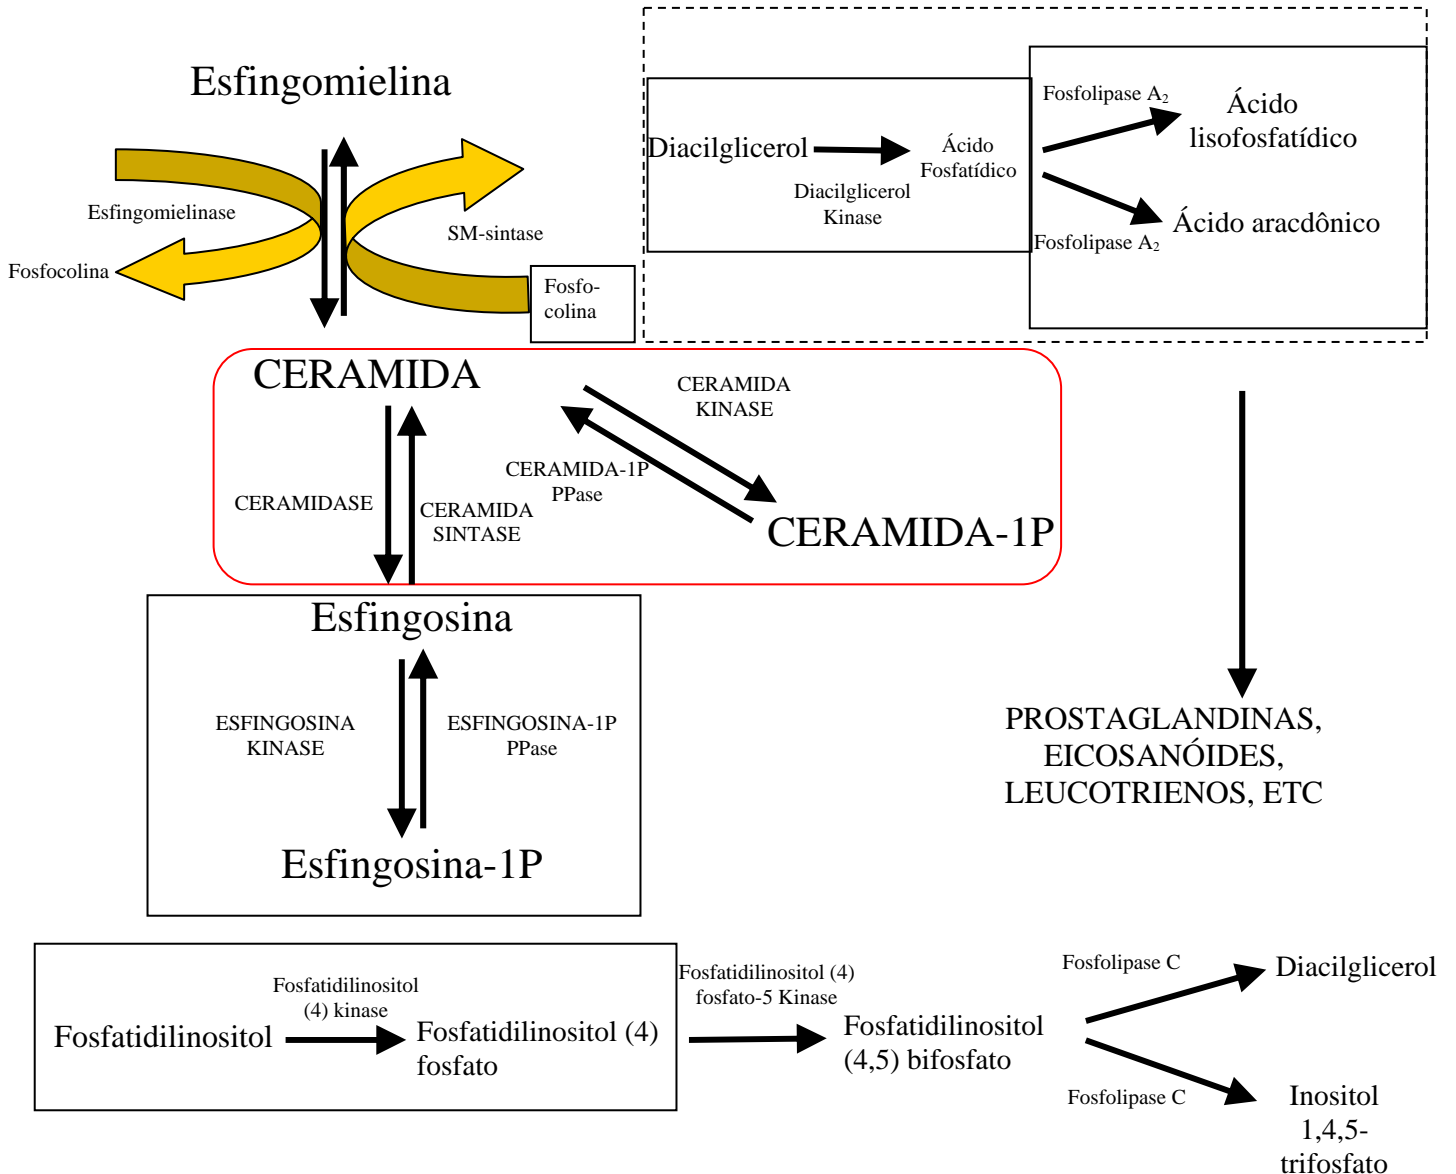 Esfingomielina
Esfingomielinase
Fosfocolina
SM-sintase
Fosfo-
colina
Diacilglicerol
Diacilglicerol
Kinase
Ácido
Fosfatídico
Fosfolipase A₂
Ácido
lisofosfatídico
Fosfolipase A₂
Ácido aracdônico
CERAMIDA
CERAMIDA
KINASE
CERAMIDA-1P
PPase
CERAMIDASE
CERAMIDA
SINTASE
CERAMIDA-1P
Esfingosina
ESFINGOSINA
KINASE
ESFINGOSINA-1P
PPase
Esfingosina-1P
PROSTAGLANDINAS,
EICOSANÓIDES,
LEUCOTRIENOS, ETC
Fosfatidilinositol
Fosfatidilinositol
(4) kinase
Fosfatidilinositol (4)
fosfato
Fosfatidilinositol (4)
fosfato-5 Kinase
Fosfatidilinositol
(4,5) bifosfato
Fosfolipase C
Diacilglicerol
Fosfolipase C
Inositol
1,4,5-
trifosfato